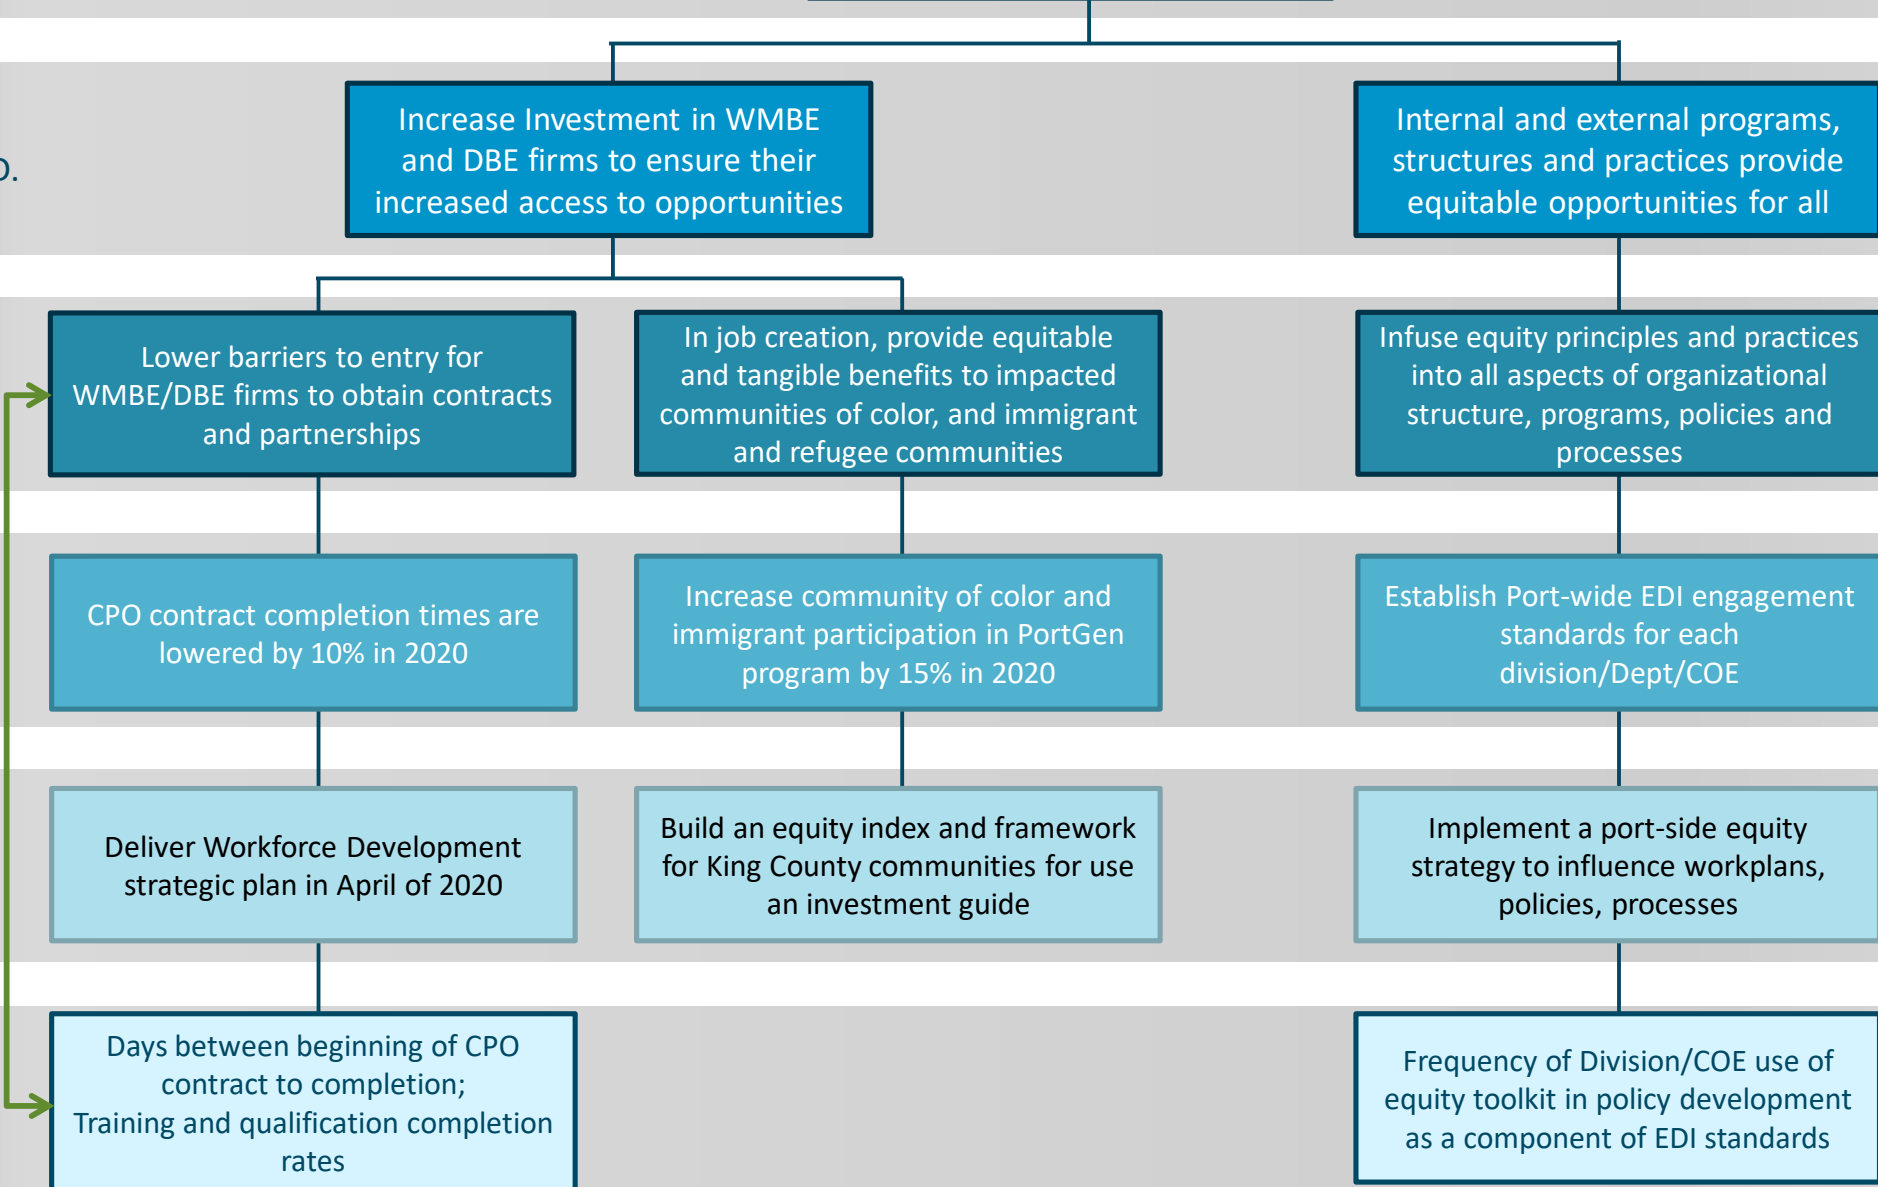 Increase Investment in WMBE
and DBE firms to ensure their
increased access to opportunities
Internal and external programs,
structures and practices provide
equitable opportunities for all
Lower barriers to entry for
WMBE/DBE firms to obtain contracts
and partnerships
In job creation, provide equitable
and tangible benefits to impacted
communities of color, and immigrant
and refugee communities
Infuse equity principles and practices
into all aspects of organizational
structure, programs, policies and
processes
CPO contract completion times are
lowered by 10% in 2020
Increase community of color and
immigrant participation in PortGen
program by 15% in 2020
Establish Port-wide EDI engagement
standards for each
division/Dept/COE
Deliver Workforce Development
strategic plan in April of 2020
Build an equity index and framework
for King County communities for use
an investment guide
Implement a port-side equity
strategy to influence workplans,
policies, processes
Days between beginning of CPO
contract to completion;
Training and qualification completion
rates
Frequency of Division/COE use of
equity toolkit in policy development
as a component of EDI standards